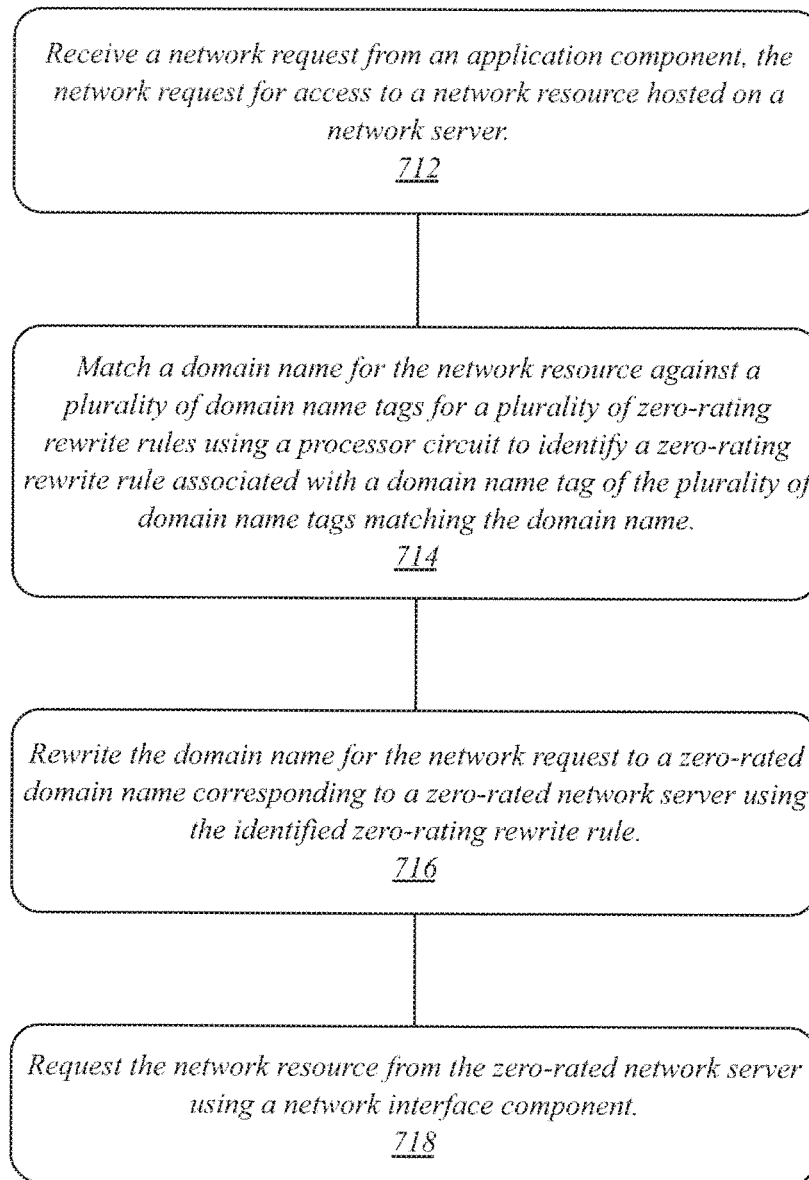 Receive a network request from an application component, the
network request for access to a network resource hosted on a
network server.
712
Match a domain name for the network resource against a
plurality of domain name tags for a plurality of zero-rating
rewrite rules using a processor circuit to identify a zero-rating
rewrite rule associated with a domain name tag of the plurality of
domain name tags matching the domain name.
714
Rewrite the domain name for the network request to a zero-rated
domain name corresponding to a zero-rated network server using
the identified zero-rating rewrite rule.
716
Request the network resource from the zero-rated network server
using a network interface component.
718